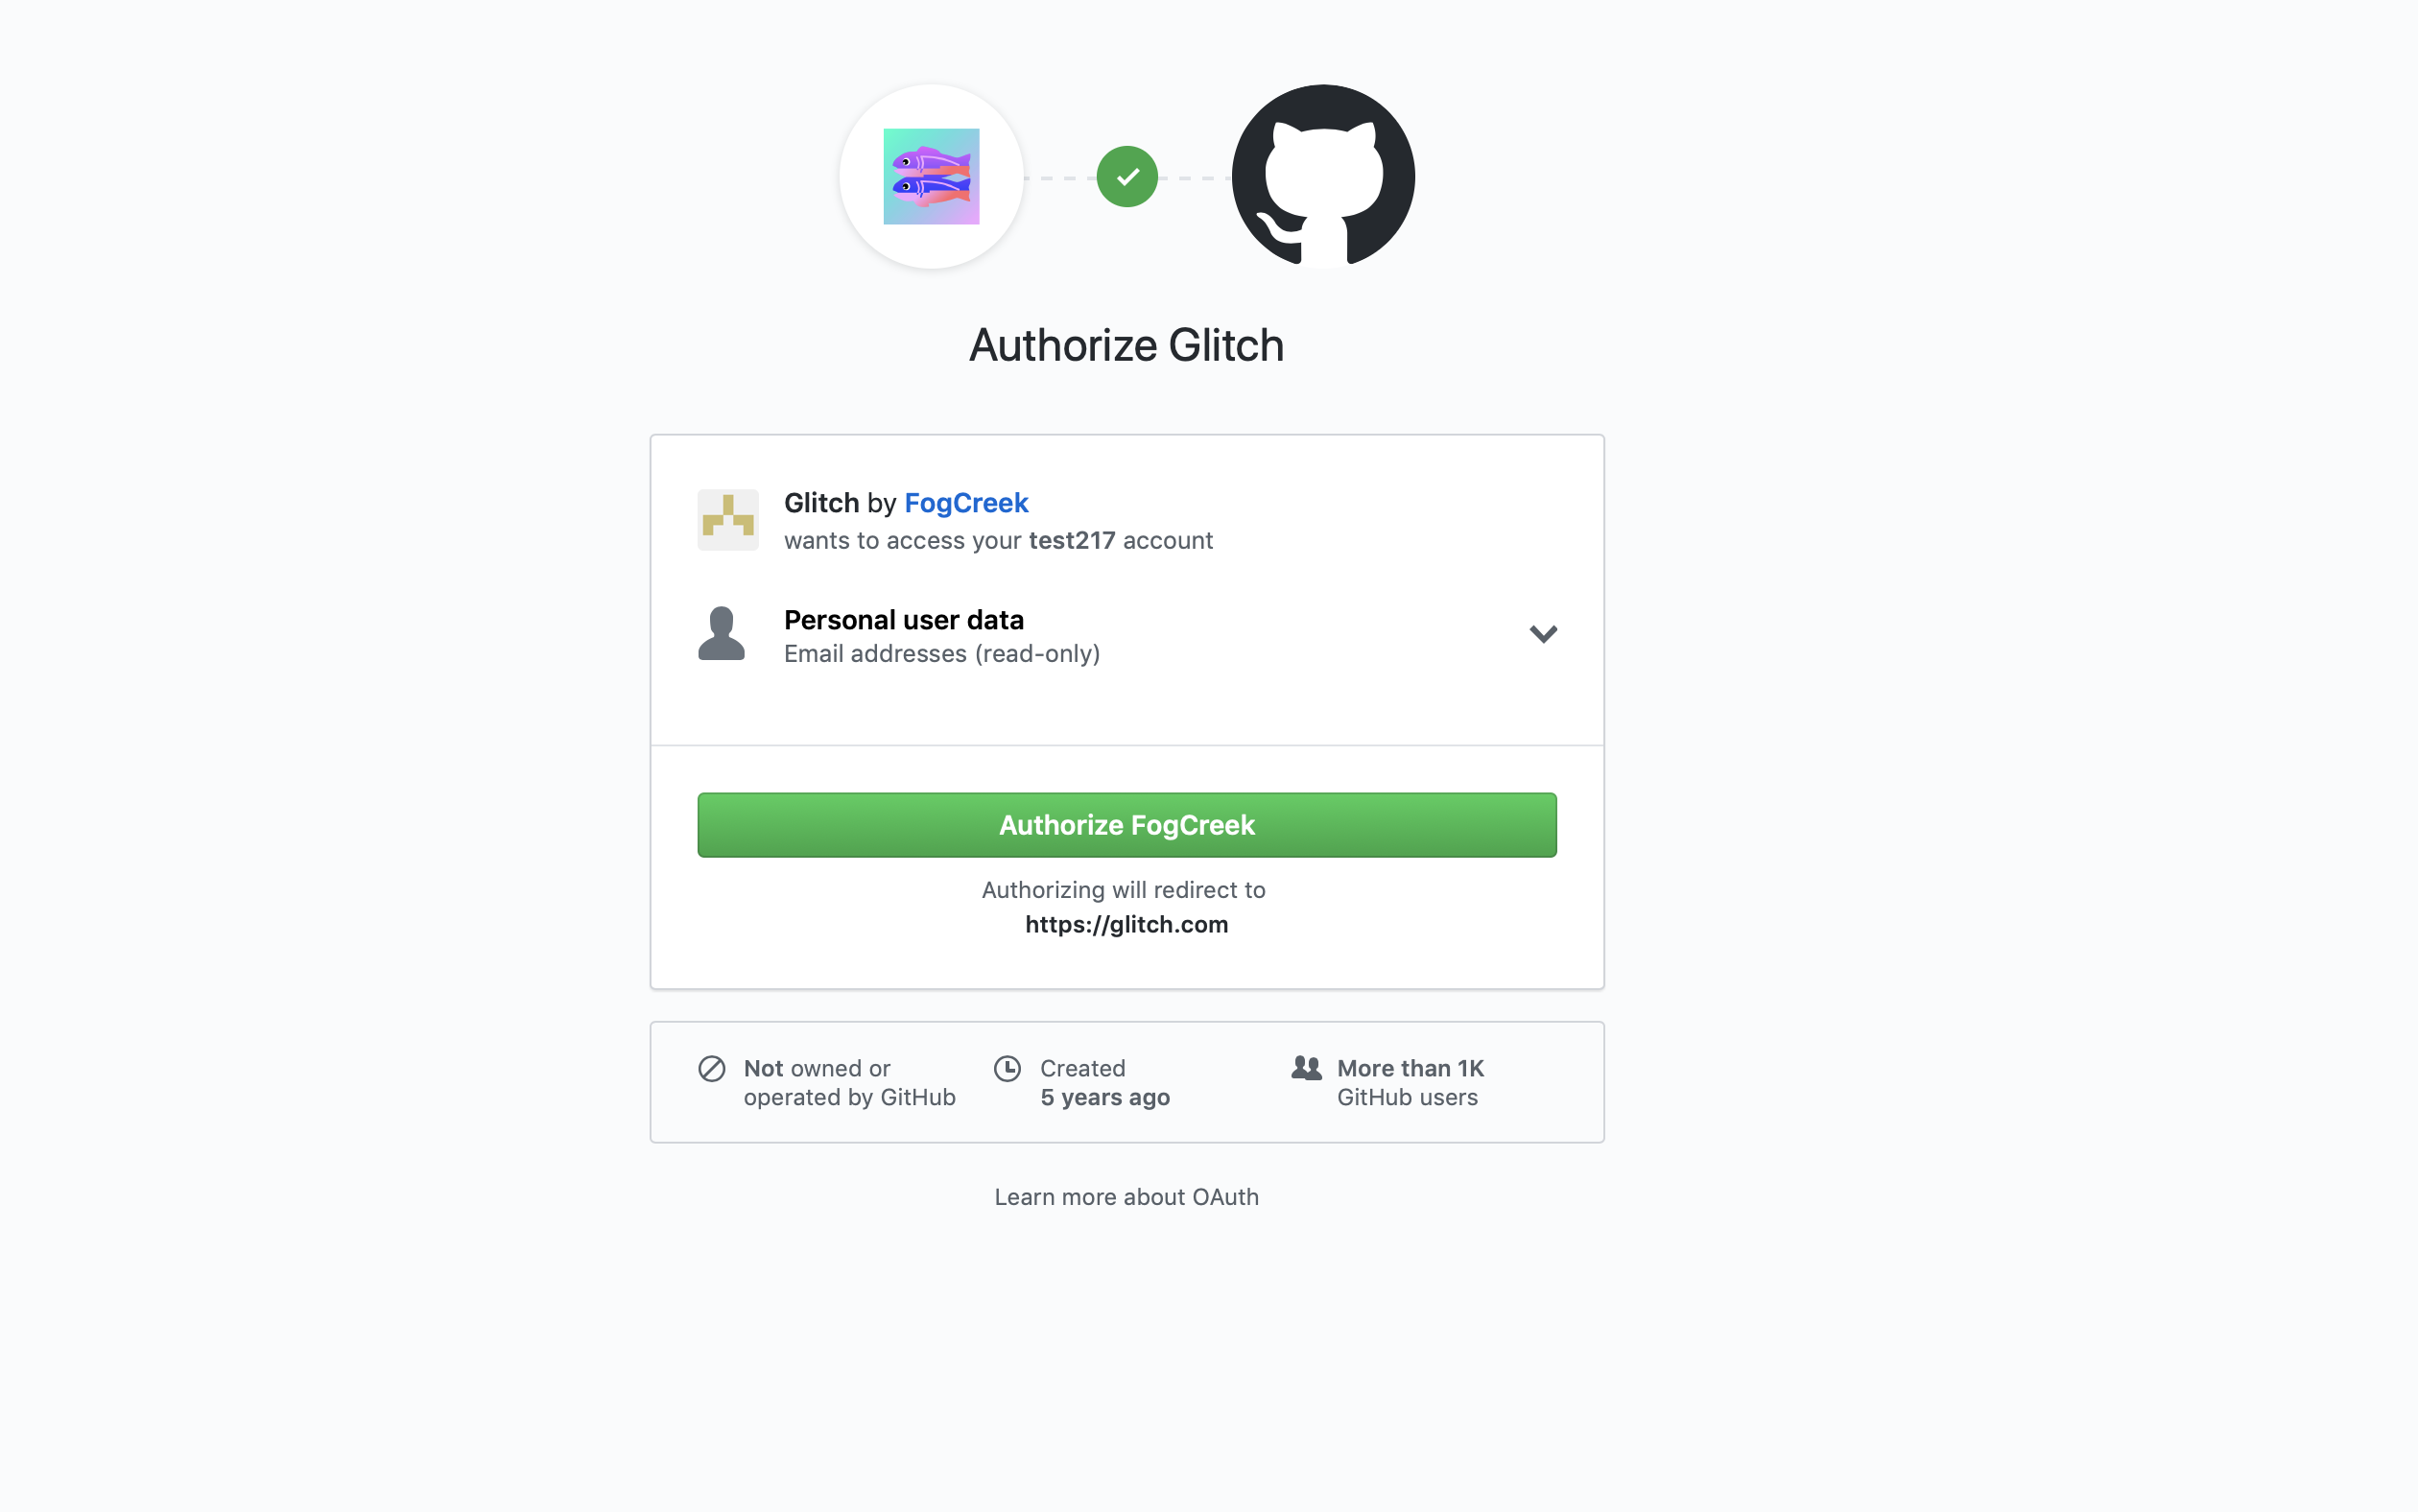 Authorize Glitch
Glitch by FogCreek
wants to access your test217 account
Personal user data
Email addresses (read-only)
Authorize FogCreek
Authorizing will redirect to
https://glitch.com
Not owned or
operated by GitHub
Created
5 years ago
More than 1K
GitHub users
Learn more about OAuth